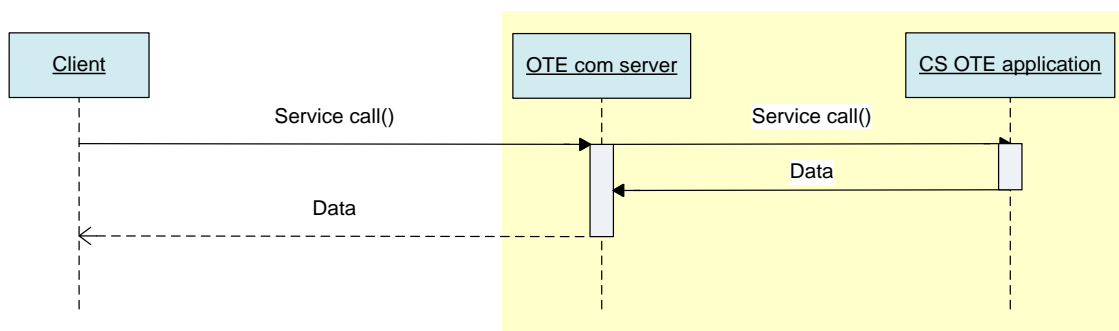 Client
OTE com server
CS OTE application
Service call()
Service call()
Data
Data